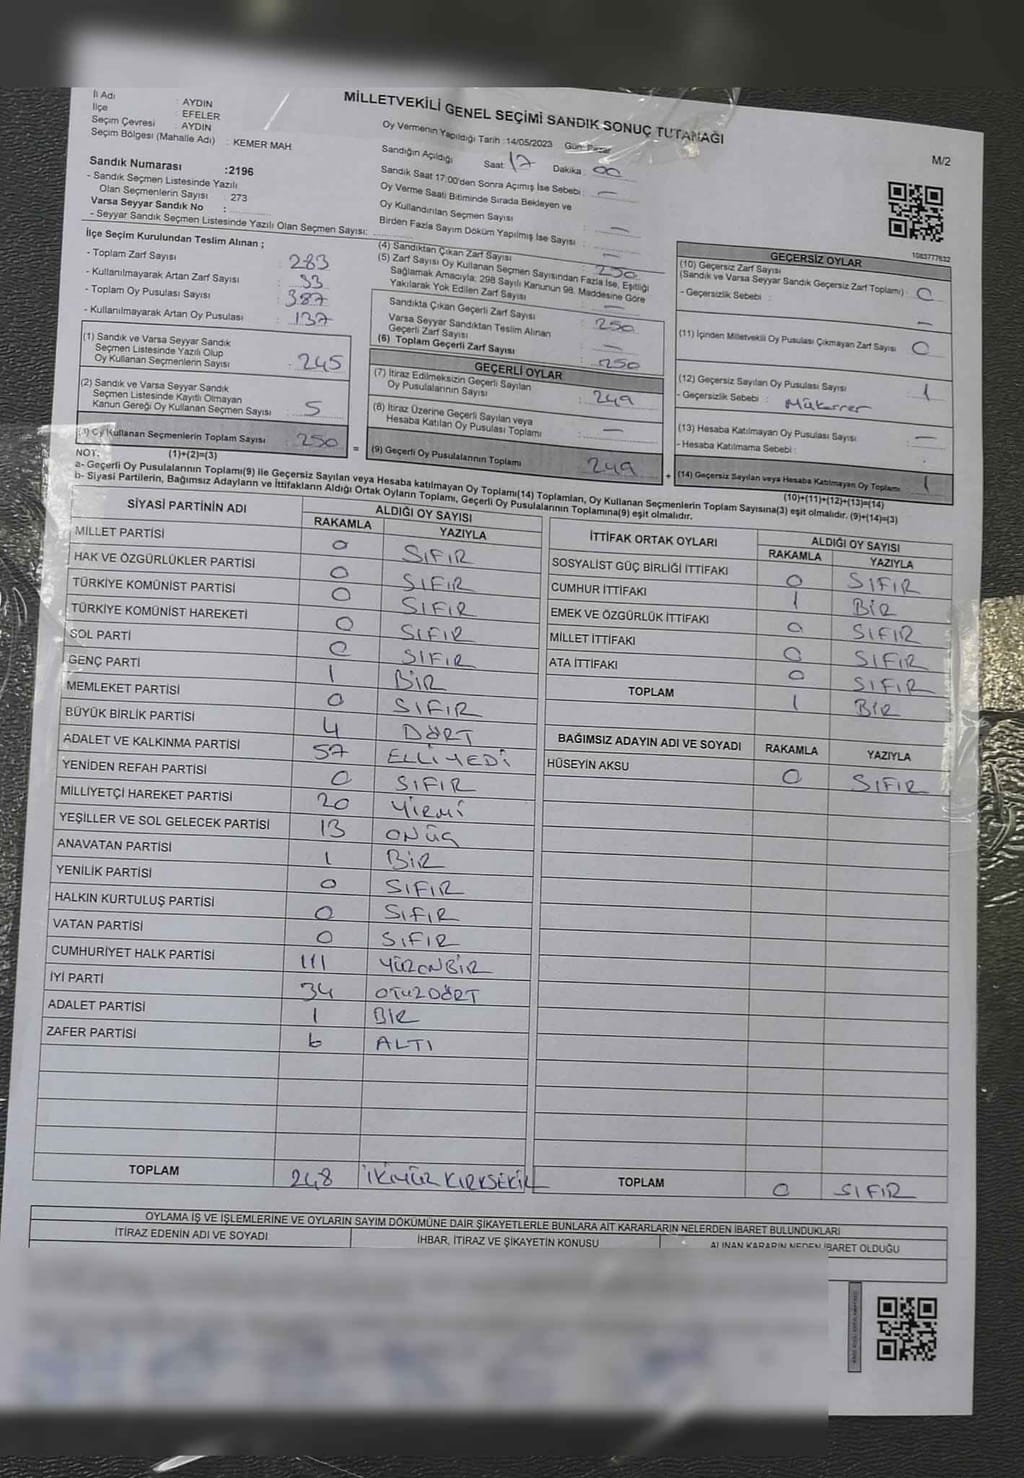 MİLLETVEKİLİ GENEL SEÇİMİ SANDIK SONUÇ TUTANAĞI
M/2
İl Adı : AYDIN
İlçe : EFELER
Seçim Çevresi : AYDIN
Seçim Bölgesi (Mahalle Adı) : KEMER MAH
Sandık Numarası : 2196
- Sandık Seçmen Listesinde Yazılı
Olan Seçmenlerin Sayısı : 273
Varsa Seyyar Sandık No :
- Seyyar Sandık Seçmen Listesinde Yazılı Olan Seçmen Sayısı:
Oy Vermenin Yapıldığı Tarih :14/05/2023 Gün: Pazar
Sandığın Açıldığı Saat : 17 Dakika : 00
Sandık Saat 17:00'den Sonra Açımış İse Sebebi : —
Oy Verme Saati Bitiminde Sırada Bekleyen ve
Oy Kullandırılan Seçmen Sayısı : —
Birden Fazla Sayım Döküm Yapılmış İse Sayısı : —
İlçe Seçim Kurulundan Teslim Alınan ;
- Toplam Zarf Sayısı : 283
- Kullanılmayarak Artan Zarf Sayısı : 33
- Toplam Oy Pusulası Sayısı : 387
- Kullanılmayarak Artan Oy Pusulası : 137
(1) Sandık ve Varsa Seyyar Sandık
Seçmen Listesinde Yazılı Olup
Oy Kullanan Seçmenlerin Sayısı : 245
(2) Sandık ve Varsa Seyyar Sandık
Seçmen Listesinde Kayıtlı Olmayan
Kanun Gereği Oy Kullanan Seçmen Sayısı : 5
(3) Oy Kullanan Seçmenlerin Toplam Sayısı : 250
(1)+(2)=(3)
(4) Sandıktan Çıkan Zarf Sayısı : 250
(5) Zarf Sayısı Oy Kullanan Seçmen Sayısından Fazla İse, Eşitliği
Sağlamak Amacıyla; 298 Sayılı Kanunun 98. Maddesine Göre
Yakılarak Yok Edilen Zarf Sayısı : —
Sandıkta Çıkan Geçerli Zarf Sayısı : 250
Varsa Seyyar Sandıktan Teslim Alınan
Geçerli Zarf Sayısı : —
(6) Toplam Geçerli Zarf Sayısı : 250
GEÇERLİ OYLAR
(7) İtiraz Edilmeksizin Geçerli Sayılan
Oy Pusulalarının Sayısı : 249
(8) İtiraz Üzerine Geçerli Sayılan veya
Hesaba Katılan Oy Pusulası Toplamı : —
= (9) Geçerli Oy Pusulalarının Toplamı : 249
1083777632
GEÇERSİZ OYLAR
(10) Geçersiz Zarf Sayısı
(Sandık ve Varsa Seyyar Sandık Geçersiz Zarf Toplamı) : 0
- Geçersizlik Sebebi : —
(11) İçinden Milletvekili Oy Pusulası Çıkmayan Zarf Sayısı : 0
(12) Geçersiz Sayılan Oy Pusulası Sayısı : 1
- Geçersizlik Sebebi : Mükerrer
(13) Hesaba Katılmayan Oy Pusulası Sayısı : —
- Hesaba Katılmama Sebebi :
+ (14) Geçersiz Sayılan veya Hesaba Katılmayan Oy Toplamı : 1
(10)+(11)+(12)+(13)=(14)
NOT:
a- Geçerli Oy Pusulalarının Toplamı(9) ile Geçersiz Sayılan veya Hesaba katılmayan Oy Toplamı(14) Toplamları, Oy Kullanan Seçmenlerin Toplam Sayısına(3) eşit olmalıdır. (9)+(14)=(3)
b- Siyasi Partilerin, Bağımsız Adayların ve İttifakların Aldığı Ortak Oyların Toplamı, Geçerli Oy Pusulalarının Toplamına(9) eşit olmalıdır.
SİYASİ PARTİNİN ADI ALDIĞI OY SAYISI
RAKAMLA YAZIYLA
MİLLET PARTİSİ 0 SIFIR
HAK VE ÖZGÜRLÜKLER PARTİSİ 0 SIFIR
TÜRKİYE KOMÜNİST PARTİSİ 0 SIFIR
TÜRKİYE KOMÜNİST HAREKETİ 0 SIFIR
SOL PARTİ 0 SIFIR
GENÇ PARTİ 1 BİR
MEMLEKET PARTİSİ 0 SIFIR
BÜYÜK BİRLİK PARTİSİ 4 DÖRT
ADALET VE KALKINMA PARTİSİ 57 ELLİYEDİ
YENİDEN REFAH PARTİSİ 0 SIFIR
MİLLİYETÇİ HAREKET PARTİSİ 20 YİRMİ
YEŞİLLER VE SOL GELECEK PARTİSİ 13 ONÜÇ
ANAVATAN PARTİSİ 1 BİR
YENİLİK PARTİSİ 0 SIFIR
HALKIN KURTULUŞ PARTİSİ 0 SIFIR
VATAN PARTİSİ 0 SIFIR
CUMHURİYET HALK PARTİSİ 111 YÜZONBİR
İYİ PARTİ 34 OTUZDÖRT
ADALET PARTİSİ 1 BİR
ZAFER PARTİSİ 6 ALTI
TOPLAM 248 İKİYÜZ KIRKSEKİZ
İTTİFAK ORTAK OYLARI ALDIĞI OY SAYISI
RAKAMLA YAZIYLA
SOSYALİST GÜÇ BİRLİĞİ İTTİFAKI 0 SIFIR
CUMHUR İTTİFAKI 1 BİR
EMEK VE ÖZGÜRLÜK İTTİFAKI 0 SIFIR
MİLLET İTTİFAKI 0 SIFIR
ATA İTTİFAKI 0 SIFIR
TOPLAM 1 BİR
BAĞIMSIZ ADAYIN ADI VE SOYADI RAKAMLA YAZIYLA
HÜSEYİN AKSU 0 SIFIR
TOPLAM 0 SIFIR
OYLAMA İŞ VE İŞLEMLERİNE VE OYLARIN SAYIM DÖKÜMÜNE DAİR ŞİKAYETLERLE BUNLARA AİT KARARLARIN NELERDEN İBARET BULUNDUKLARI
İTİRAZ EDENİN ADI VE SOYADI İHBAR, İTİRAZ VE ŞİKAYETİN KONUSU ALINAN KARARIN NEDEN İBARET OLDUĞU